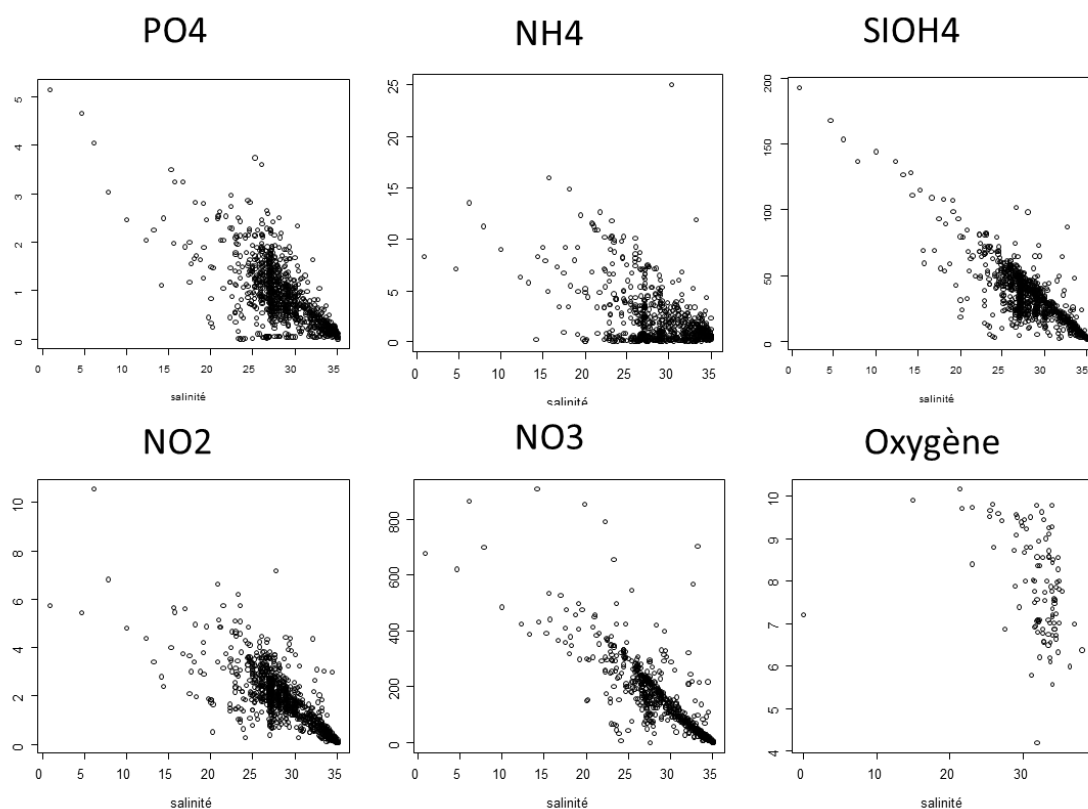 PO4
NH4
SIOH4
0 1 2 3 4 5
0 5 10 15 20 25 30 35
salinité
0 5 10 15 20 25
0 5 10 15 20 25 30 35
salinité
0 50 100 150 200
0 5 10 15 20 25 30 35
salinité
NO2
NO3
Oxygène
0 2 4 6 8 10
0 5 10 15 20 25 30 35
salinité
0 200 400 600 800
0 5 10 15 20 25 30 35
salinité
4 5 6 7 8 9 10
0 10 20 30
salinité